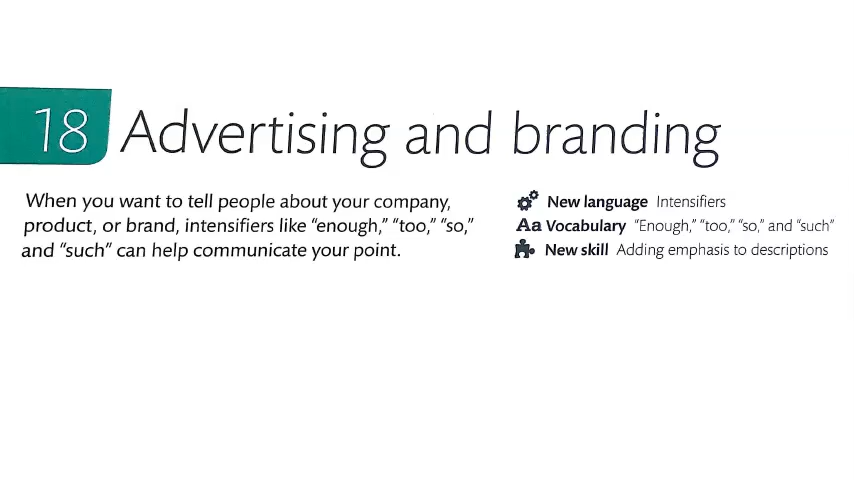 18 Advertising and branding
When you want to tell people about your company,
product, or brand, intensifiers like “enough,” “too,” “so,”
and “such” can help communicate your point.
New language Intensifiers
Aa Vocabulary “Enough,” “too,” “so,” and “such”
New skill Adding emphasis to descriptions